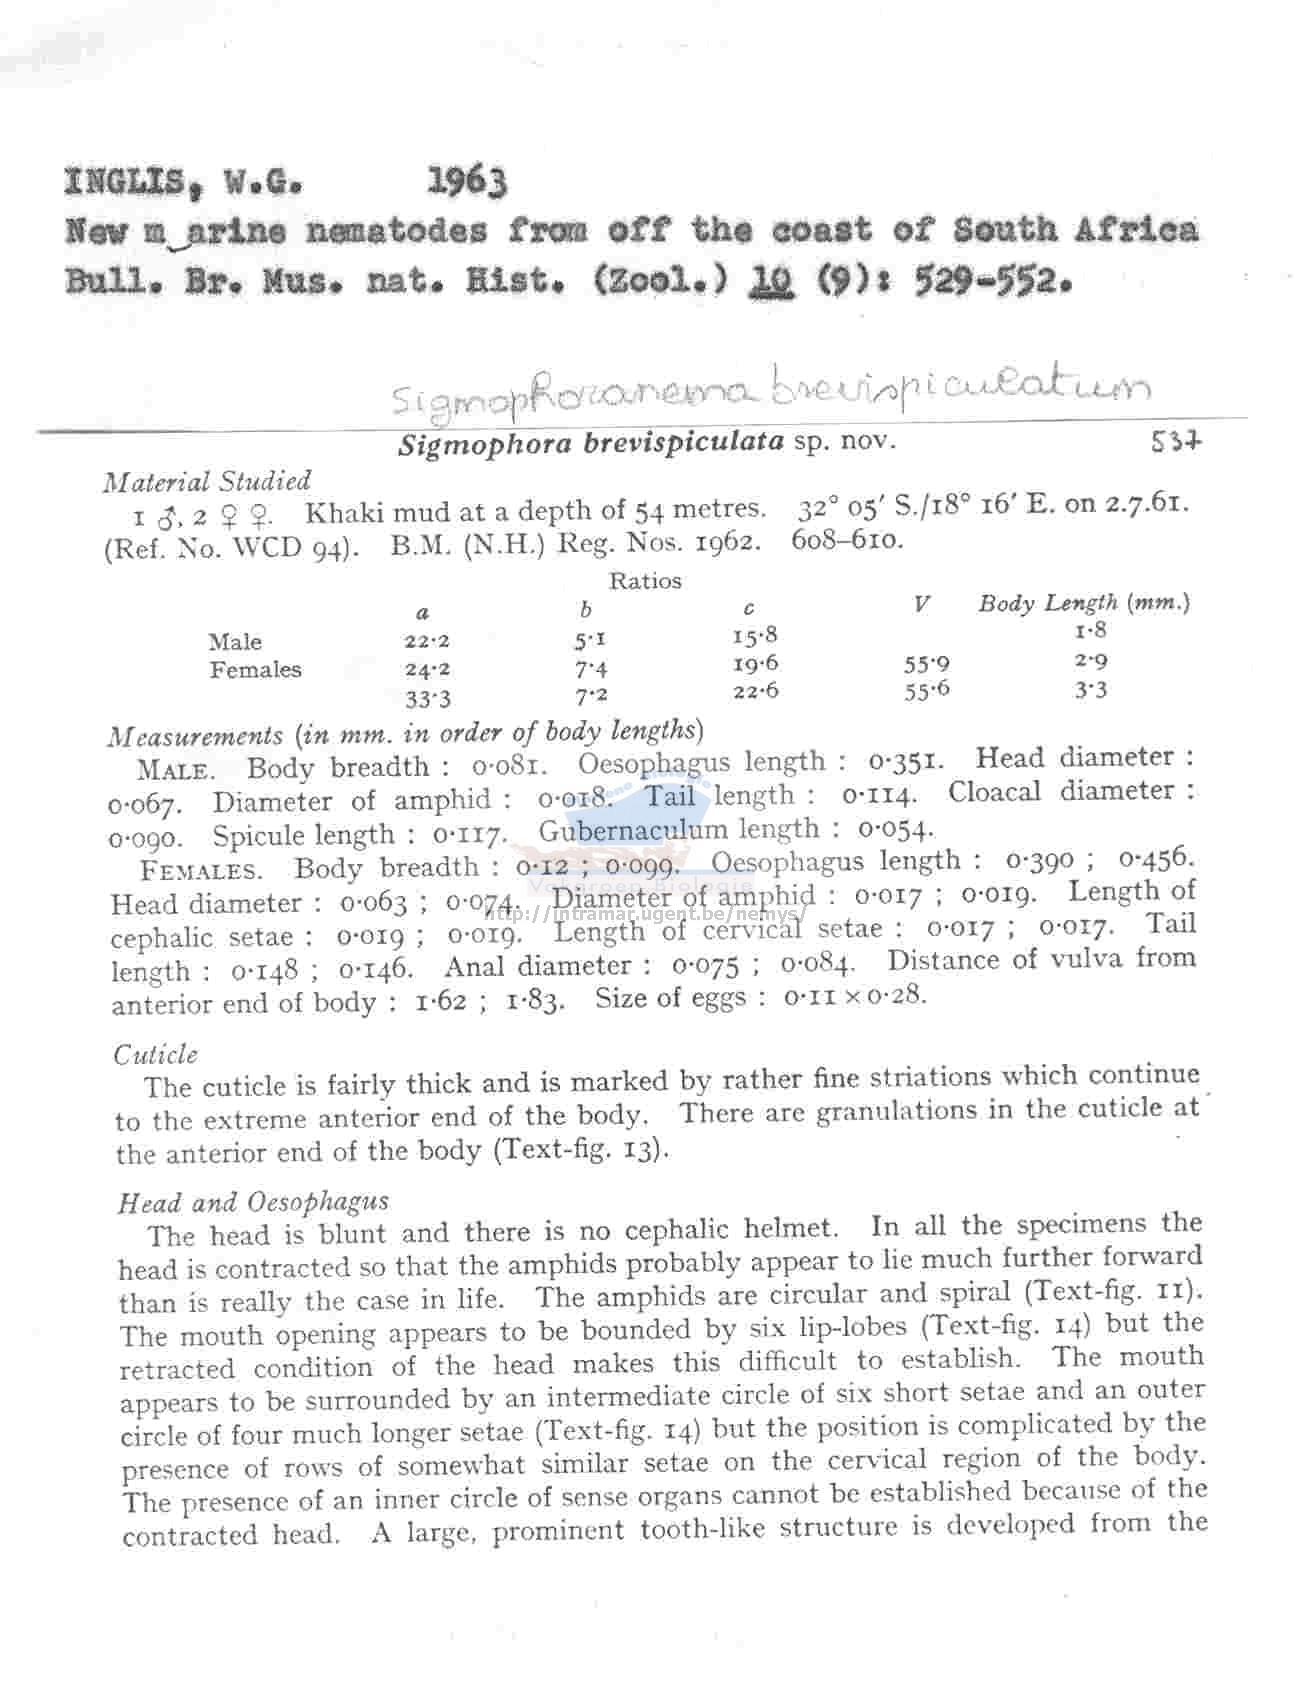 INGLIS, W.G. 1963
New marine nematodes from off the coast of South Africa
Bull. Br. Mus. nat. Hist. (Zool.) 10 (9): 529-552.
Sigmophoranema brevispiculatum
Sigmophora brevispiculata sp. nov. 537
Material Studied
1 ♂, 2 ♀ ♀. Khaki mud at a depth of 54 metres. 32° 05′ S./18° 16′ E. on 2.7.61.
(Ref. No. WCD 94). B.M. (N.H.) Reg. Nos. 1962. 608–610.
Ratios
a b c V Body Length (mm.)
Male 22·2 5·1 15·8 1·8
Females 24·2 7·4 19·6 55·9 2·9
33·3 7·2 22·6 55·6 3·3
Measurements (in mm. in order of body lengths)
MALE. Body breadth : 0·081. Oesophagus length : 0·351. Head diameter :
0·067. Diameter of amphid : 0·018. Tail length : 0·114. Cloacal diameter :
0·090. Spicule length : 0·117. Gubernaculum length : 0·054.
FEMALES. Body breadth : 0·12 ; 0·099. Oesophagus length : 0·390 ; 0·456.
Vakgroep Biologie
Head diameter : 0·063 ; 0·074. Diameter of amphid : 0·017 ; 0·019. Length of
http://intramar.ugent.be/nemys/
cephalic setae : 0·019 ; 0·019. Length of cervical setae : 0·017 ; 0·017. Tail
length : 0·148 ; 0·146. Anal diameter : 0·075 ; 0·084. Distance of vulva from
anterior end of body : 1·62 ; 1·83. Size of eggs : 0·11 × 0·28.
Cuticle
The cuticle is fairly thick and is marked by rather fine striations which continue
to the extreme anterior end of the body. There are granulations in the cuticle at
the anterior end of the body (Text-fig. 13).
Head and Oesophagus
The head is blunt and there is no cephalic helmet. In all the specimens the
head is contracted so that the amphids probably appear to lie much further forward
than is really the case in life. The amphids are circular and spiral (Text-fig. 11).
The mouth opening appears to be bounded by six lip-lobes (Text-fig. 14) but the
retracted condition of the head makes this difficult to establish. The mouth
appears to be surrounded by an intermediate circle of six short setae and an outer
circle of four much longer setae (Text-fig. 14) but the position is complicated by the
presence of rows of somewhat similar setae on the cervical region of the body.
The presence of an inner circle of sense organs cannot be established because of the
contracted head. A large, prominent tooth-like structure is developed from the